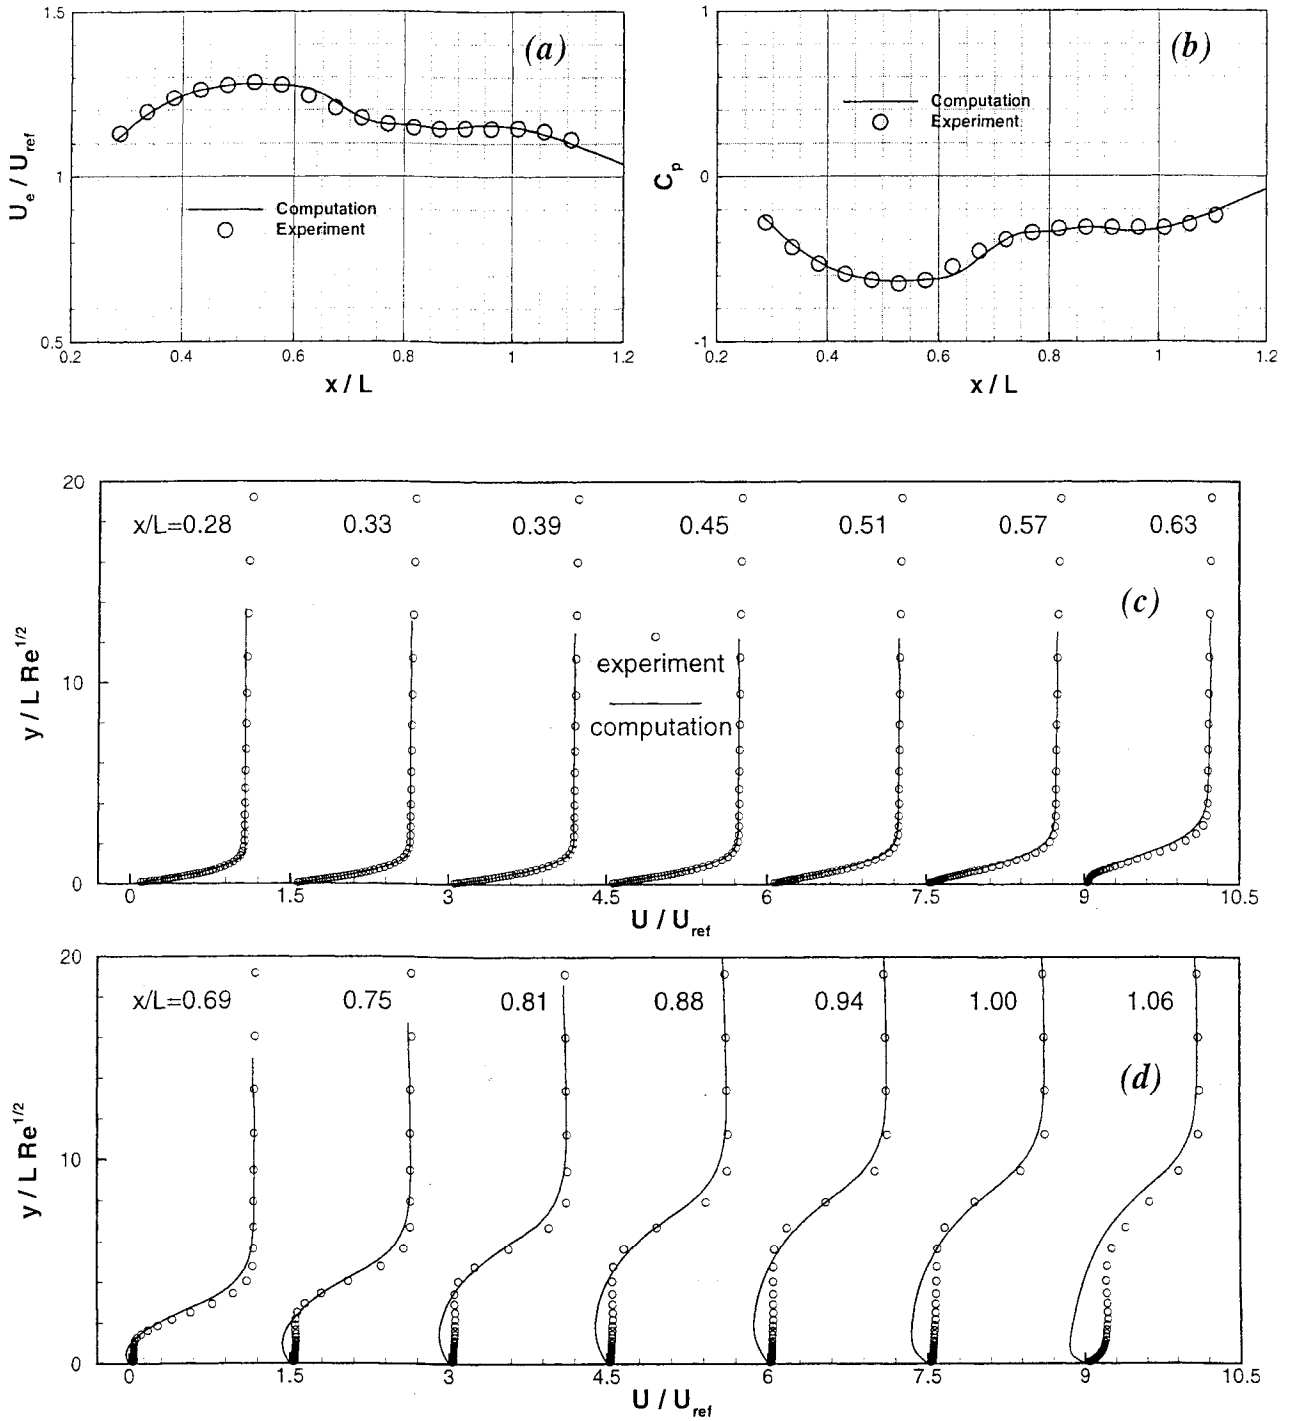 1.5
(a)
U_e / U_ref
1
Computation
Experiment
0.5
0.2 0.4 0.6 0.8 1 1.2
x / L
1
(b)
Computation
Experiment
C_p
0
-1
0.2 0.4 0.6 0.8 1 1.2
x / L
20
x/L=0.28 0.33 0.39 0.45 0.51 0.57 0.63
(c)
experiment
y / L Re^1/2
10
computation
0
0 1.5 3 4.5 6 7.5 9 10.5
U / U_ref
20
x/L=0.69 0.75 0.81 0.88 0.94 1.00 1.06
(d)
y / L Re^1/2
10
0
0 1.5 3 4.5 6 7.5 9 10.5
U / U_ref